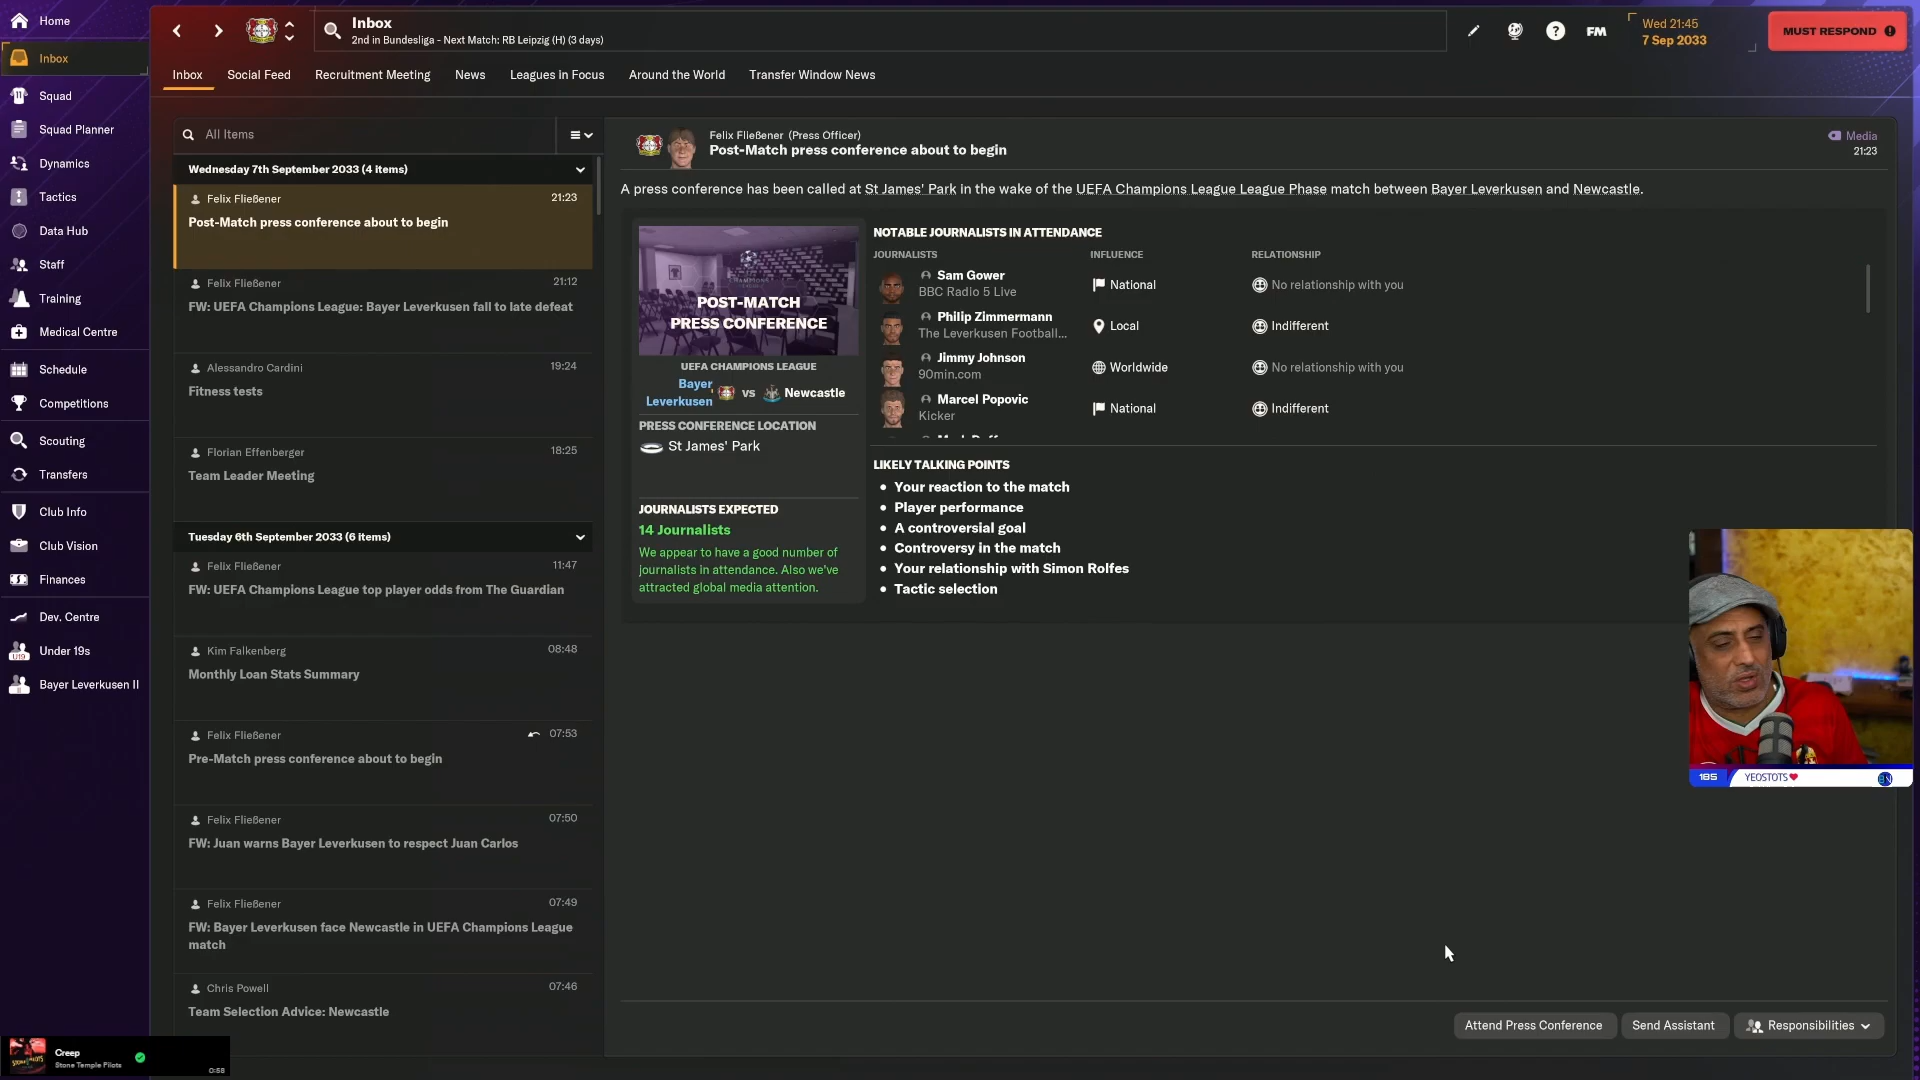 Home
Inbox
Squad
Squad Planner
Dynamics
Tactics
Data Hub
Staff
Training
Medical Centre
Schedule
Competitions
Scouting
Transfers
Club Info
Club Vision
Finances
Dev. Centre
Under 19s
Bayer Leverkusen II
Inbox
2nd in Bundesliga - Next Match: RB Leipzig (H) (3 days)
FM
Wed 21:45
7 Sep 2033
MUST RESPOND
Inbox
Social Feed
Recruitment Meeting
News
Leagues in Focus
Around the World
Transfer Window News
All Items
Wednesday 7th September 2033 (4 items)
Felix Fließener 21:23
Post-Match press conference about to begin
Felix Fließener 21:12
FW: UEFA Champions League: Bayer Leverkusen fall to late defeat
Alessandro Cardini 19:24
Fitness tests
Florian Effenberger 18:25
Team Leader Meeting
Tuesday 6th September 2033 (6 items)
Felix Fließener 11:47
FW: UEFA Champions League top player odds from The Guardian
Kim Falkenberg 08:48
Monthly Loan Stats Summary
Felix Fließener 07:53
Pre-Match press conference about to begin
Felix Fließener 07:50
FW: Juan warns Bayer Leverkusen to respect Juan Carlos
Felix Fließener 07:49
FW: Bayer Leverkusen face Newcastle in UEFA Champions League
match
Chris Powell 07:46
Team Selection Advice: Newcastle
Felix Fließener (Press Officer)
Post-Match press conference about to begin
Media
21:23
A press conference has been called at St James' Park in the wake of the UEFA Champions League League Phase match between Bayer Leverkusen and Newcastle.
POST-MATCH
PRESS CONFERENCE
UEFA CHAMPIONS LEAGUE
Bayer
Leverkusen vs Newcastle
PRESS CONFERENCE LOCATION
St James' Park
JOURNALISTS EXPECTED
14 Journalists
We appear to have a good number of
journalists in attendance. Also we've
attracted global media attention.
NOTABLE JOURNALISTS IN ATTENDANCE
JOURNALISTS INFLUENCE RELATIONSHIP
Sam Gower
BBC Radio 5 Live
National No relationship with you
Philip Zimmermann
The Leverkusen Football...
Local Indifferent
Jimmy Johnson
90min.com
Worldwide No relationship with you
Marcel Popovic
Kicker
National Indifferent
LIKELY TALKING POINTS
• Your reaction to the match
• Player performance
• A controversial goal
• Controversy in the match
• Your relationship with Simon Rolfes
• Tactic selection
185 YEOSTOTS
Attend Press Conference
Send Assistant
Responsibilities
Creep
Stone Temple Pilots
0:58